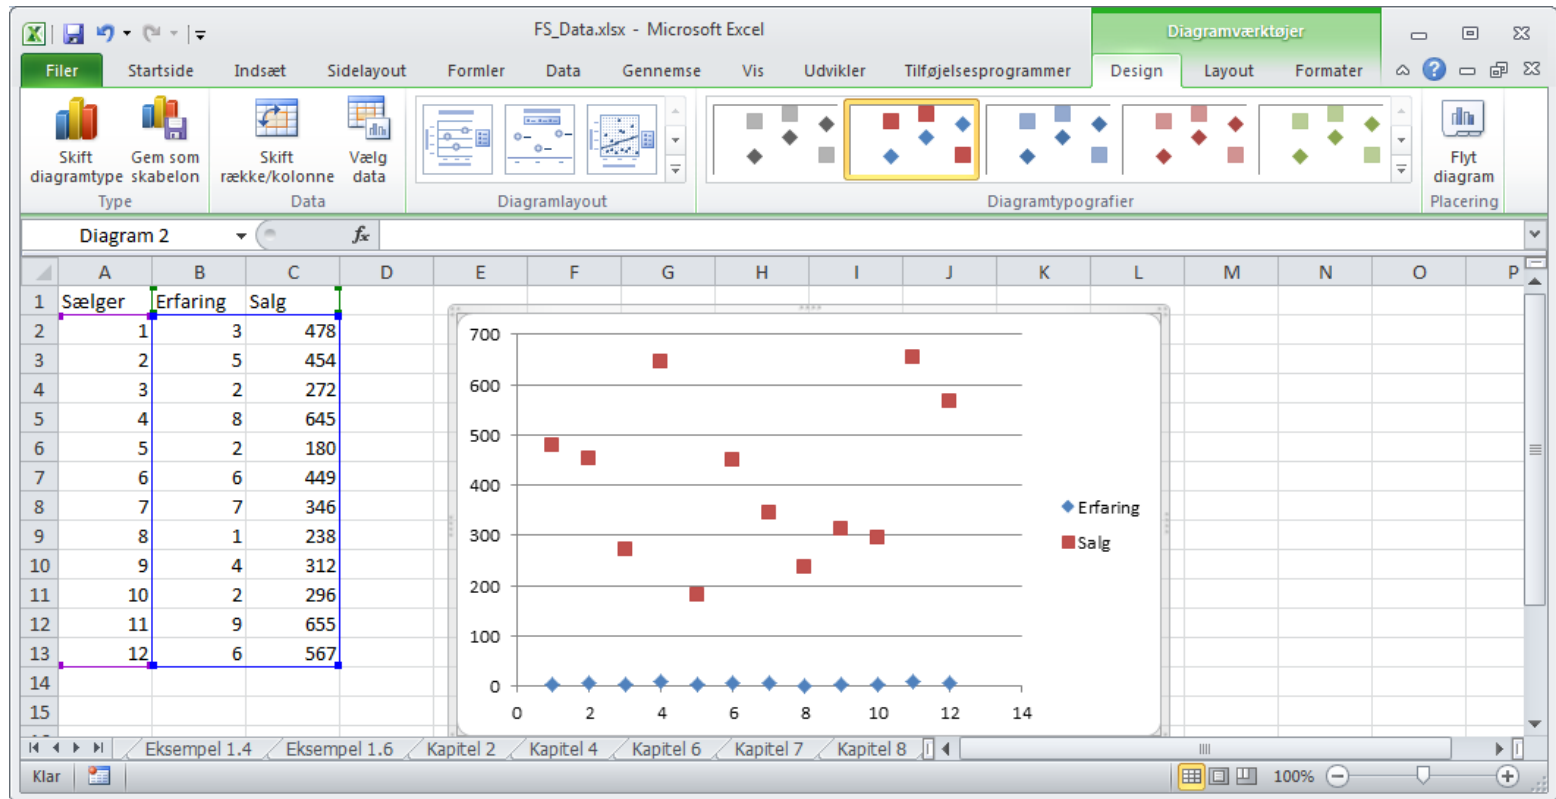 FS_Data.xlsx - Microsoft Excel
Diagramværktøjer
Filer Startside Indsæt Sidelayout Formler Data Gennemse Vis Udvikler Tilføjelsesprogrammer Design Layout Formater
Skift diagramtype
Gem som skabelon
Type
Skift række/kolonne
Vælg data
Data
Diagramlayout
Diagramtypografier
Flyt diagram
Placering
Diagram 2
fx
A B C D E F G H I J K L M N O P
1 Sælger Erfaring Salg
2 1 3 478
3 2 5 454
4 3 2 272
5 4 8 645
6 5 2 180
7 6 6 449
8 7 7 346
9 8 1 238
10 9 4 312
11 10 2 296
12 11 9 655
13 12 6 567
14
15
700
600
500
400
300
200
100
0
0 2 4 6 8 10 12 14
Erfaring
Salg
Eksempel 1.4 Eksempel 1.6 Kapitel 2 Kapitel 4 Kapitel 6 Kapitel 7 Kapitel 8
Klar
100%